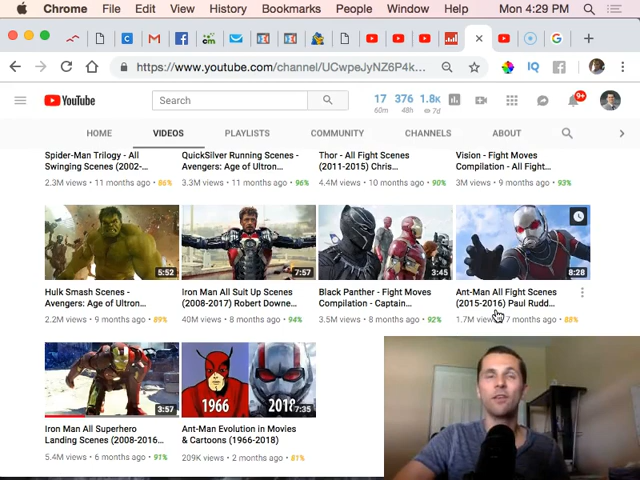 Chrome File Edit View History Bookmarks People Window Help Mon 4:29 PM
https://www.youtube.com/channel/UCwpeJyNZ6P4k...
YouTube Search 17 376 1.8K 9+
60m 48h 7d
HOME VIDEOS PLAYLISTS COMMUNITY CHANNELS ABOUT
Spider-Man Trilogy - All
Swinging Scenes (2002-...
2.3M views • 11 months ago • 86%
QuickSilver Running Scenes -
Avengers: Age of Ultron...
3.3M views • 11 months ago • 96%
Thor - All Fight Scenes
(2011-2015) Chris...
4.4M views • 10 months ago • 90%
Vision - Fight Moves
Compilation - All Fight...
3M views • 9 months ago • 93%
5:52
Hulk Smash Scenes -
Avengers: Age of Ultron...
2.2M views • 9 months ago • 89%
7:57
Iron Man All Suit Up Scenes
(2008-2017) Robert Downe...
40M views • 8 months ago • 94%
3:45
Black Panther - Fight Moves
Compilation - Captain...
3.5M views • 8 months ago • 92%
8:28
Ant-Man All Fight Scenes
(2015-2016) Paul Rudd...
1.7M views 7 months ago • 88%
3:57
Iron Man All Superhero
Landing Scenes (2008-2016...
5.4M views • 6 months ago • 91%
1966 2018 7:35
Ant-Man Evolution in Movies
& Cartoons (1966-2018)
209K views • 2 months ago • 81%